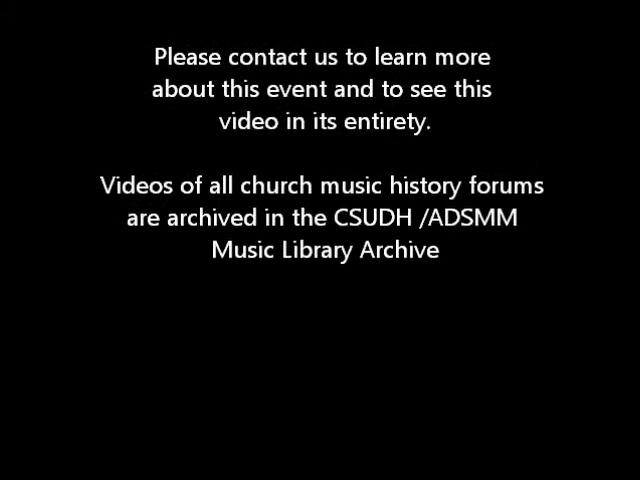 Please contact us to learn more
about this event and to see this
video in its entirety.
Videos of all church music history forums
are archived in the CSUDH /ADSMM
Music Library Archive